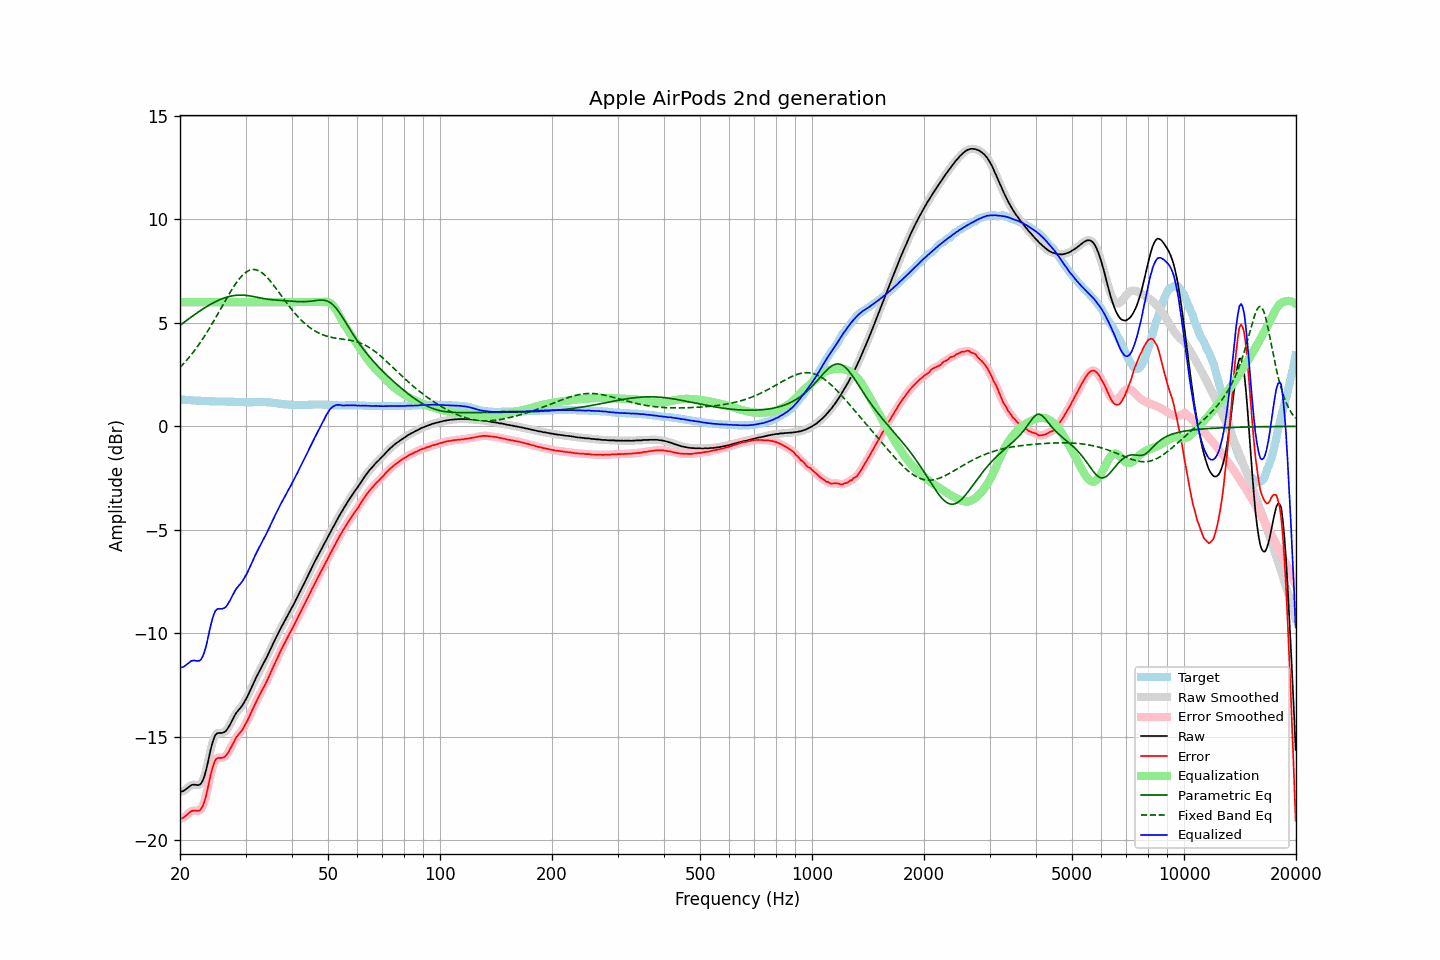 Apple AirPods 2nd generation
Amplitude (dBr)
15
10
5
0
−5
−10
−15
−20
20
50
100
200
500
1000
2000
5000
10000
20000
Frequency (Hz)
Target
Raw Smoothed
Error Smoothed
Raw
Error
Equalization
Parametric Eq
Fixed Band Eq
Equalized